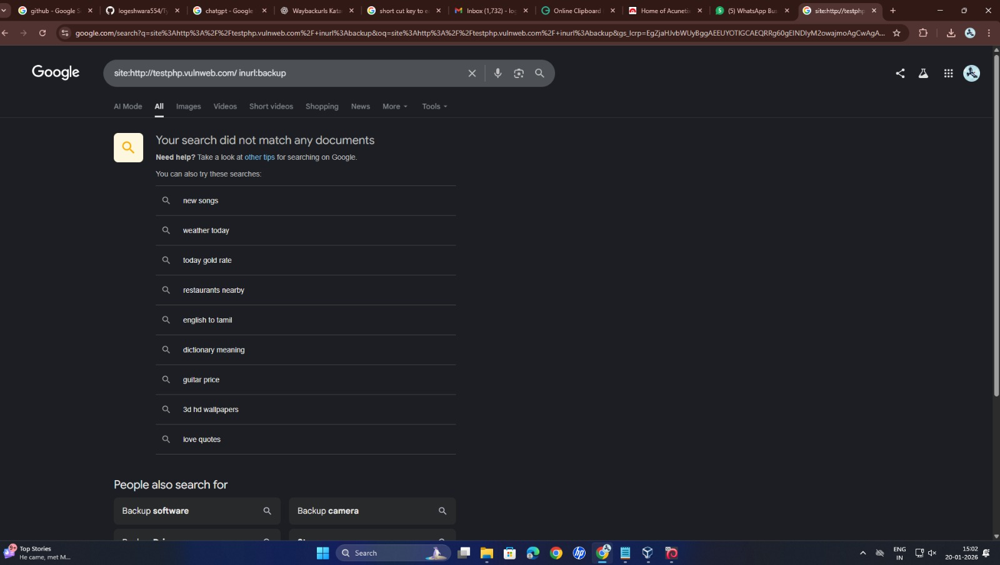 github - Google S
logeshwara554/Ty
chatgpt - Google
Waybackurls Kata
short cut key to e
Inbox (1,732) - lo
Online Clipboard
Home of Acuneti
(5) WhatsApp Bus
site:http://testphp
google.com/search?q=site%3Ahttp%3A%2F%2Ftestphp.vulnweb.com%2F+inurl%3Abackup&oq=site%3Ahttp%3A%2F%2Ftestphp.vulnweb.com%2F+inurl%3Abackup&gs_lcrp=EgZjaHJvbWUyBggAEEUYOTIGCAEQRRg60gEINDIyM2owajmoAgCwAgA...
Google
site:http://testphp.vulnweb.com/ inurl:backup
AI Mode All Images Videos Short videos Shopping News More Tools
Your search did not match any documents
Need help? Take a look at other tips for searching on Google.
You can also try these searches:
new songs
weather today
today gold rate
restaurants nearby
english to tamil
dictionary meaning
guitar price
3d hd wallpapers
love quotes
People also search for
Backup software
Backup camera
9+
Top Stories
He came, met M...
Search
hp
ENG
IN
15:02
20-01-2026